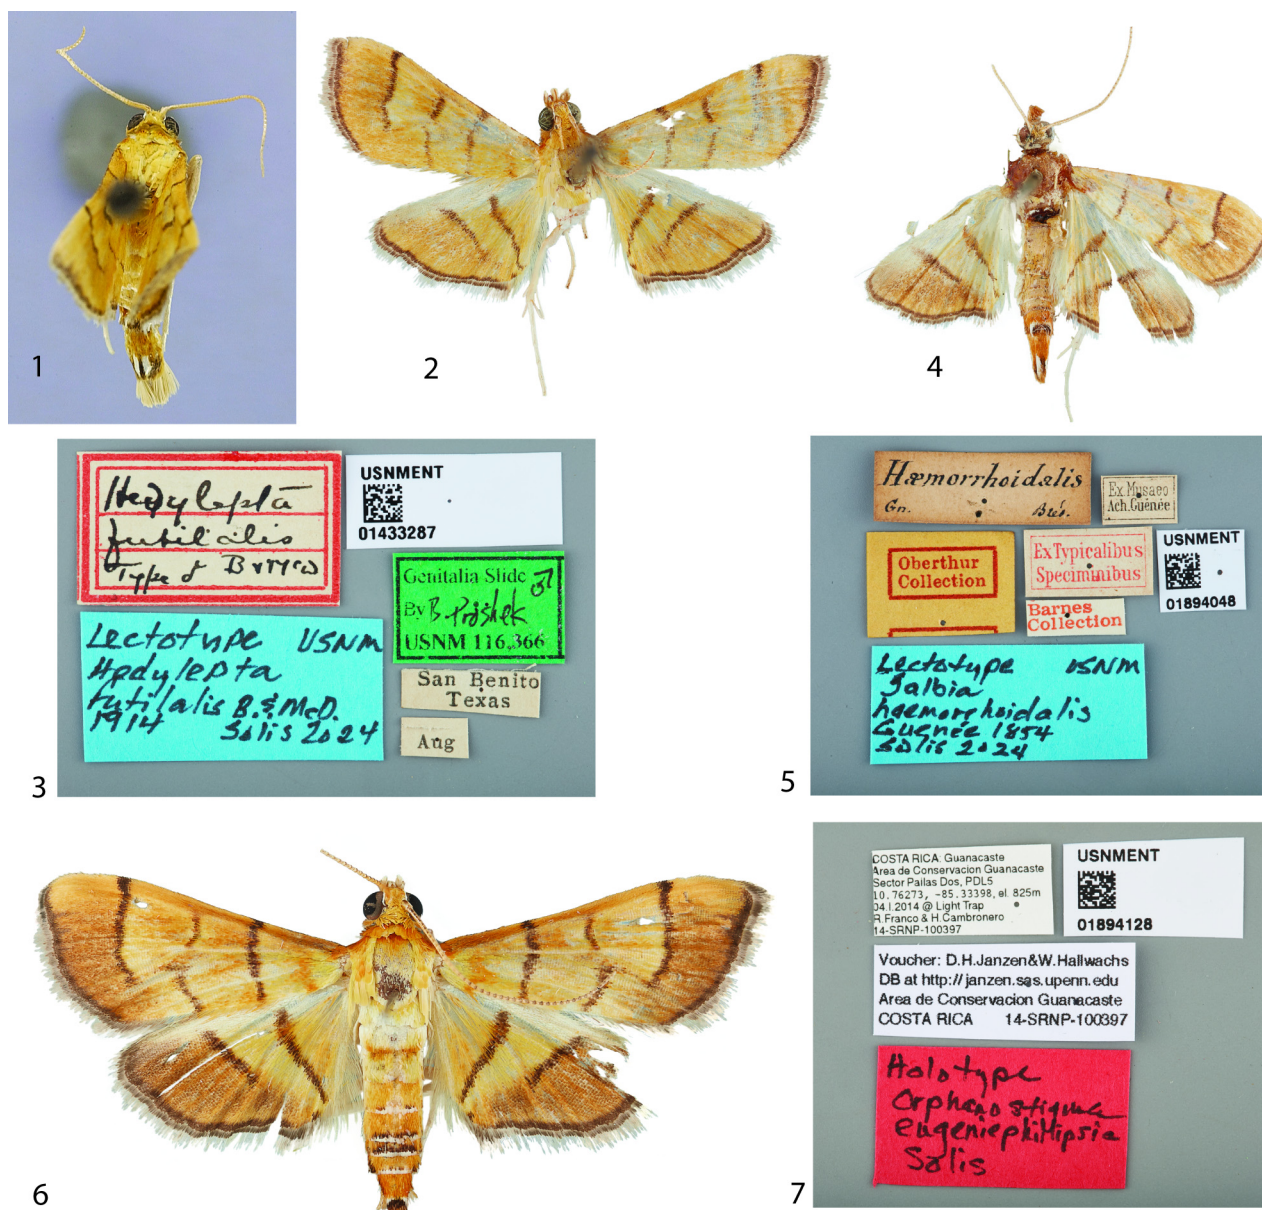 1
2
4
Hedylepta
futilalis
Type ♂ B & McD
USNMENT
01433287
Genitalia Slide ♂
By B. Proshek
USNM 116,366
Lectotype USNM
Hedylepta
futilalis B. & McD.
1914 Solis 2024
San Benito
Texas
Aug
3
Hæmorrhoidalis
Gn. Brés.
Ex Musaeo
Ach. Guenée
Oberthur
Collection
Ex Typicalibus
Speciminibus
Barnes
Collection
USNMENT
01894048
Lectotype USNM
Salbia
haemorrhoidalis
Guenée 1854
Solis 2024
5
6
COSTA RICA: Guanacaste
Area de Conservacion Guanacaste
Sector Pailas Dos, PDL5
10.76273, -85.33398, el. 825m
04.I.2014 @ Light Trap
R.Franco & H.Cambronero
14-SRNP-100397
USNMENT
01894128
Voucher: D.H.Janzen&W.Hallwachs
DB at http://janzen.sas.upenn.edu
Area de Conservacion Guanacaste
COSTA RICA 14-SRNP-100397
Holotype
Orphanostigma
eugeniephillipsia
Solis
7